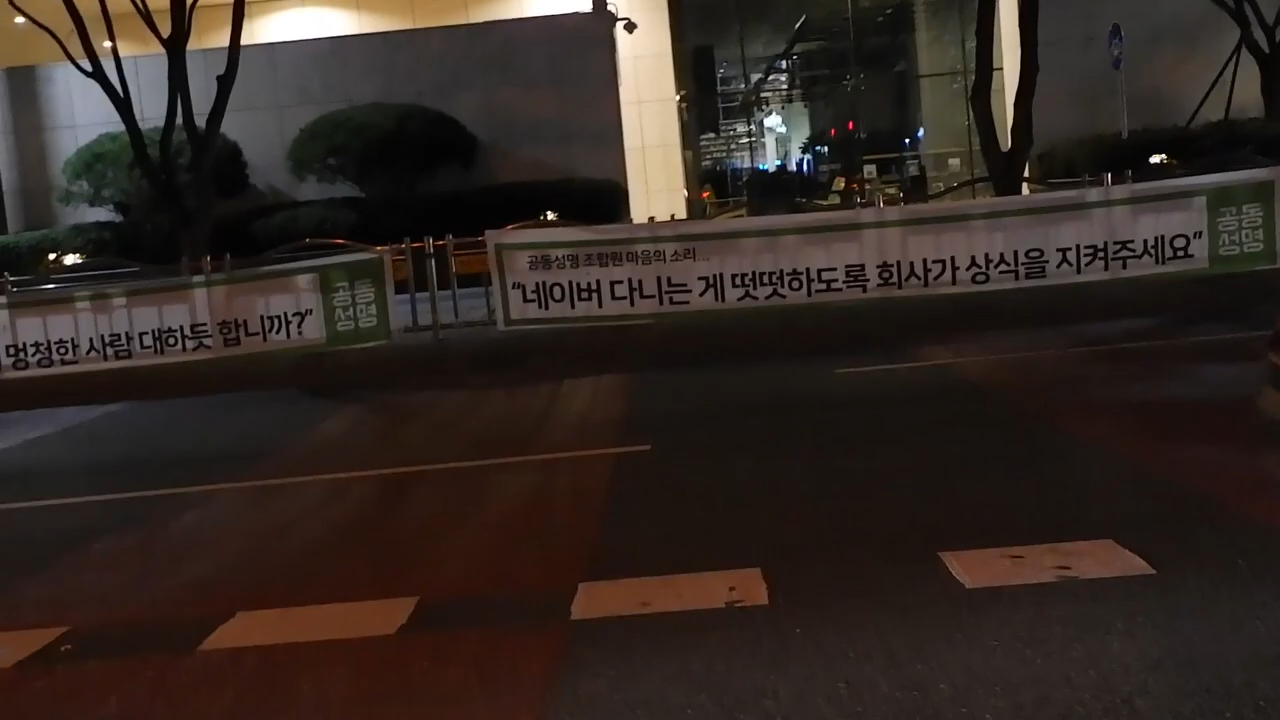 멍청한 사람 대하듯 합니까?”
공동
성명
공동성명 조합원 마음의 소리...
“네이버 다니는 게 떳떳하도록 회사가 상식을 지켜주세요”
공동
성명